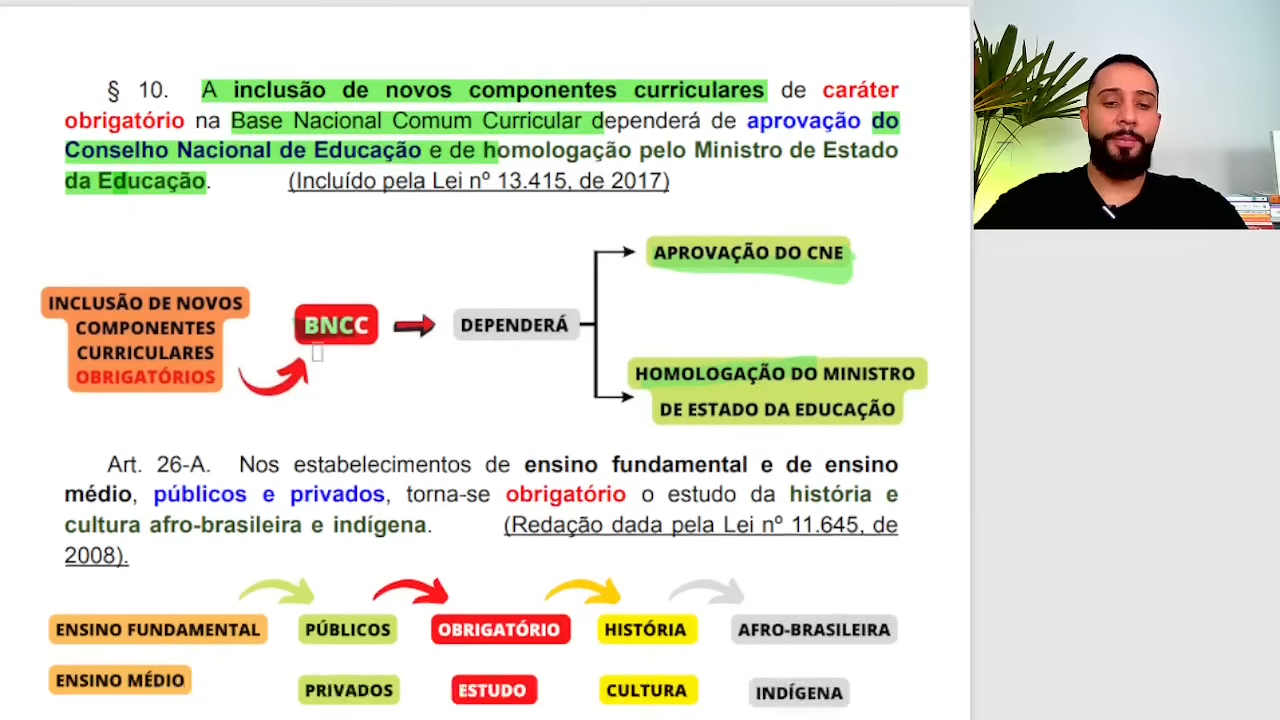 § 10. A inclusão de novos componentes curriculares de caráter
obrigatório na Base Nacional Comum Curricular dependerá de aprovação do
Conselho Nacional de Educação e de homologação pelo Ministro de Estado
da Educação. (Incluído pela Lei nº 13.415, de 2017)
APROVAÇÃO DO CNE
INCLUSÃO DE NOVOS
COMPONENTES
CURRICULARES
OBRIGATÓRIOS
BNCC
DEPENDERÁ
HOMOLOGAÇÃO DO MINISTRO
DE ESTADO DA EDUCAÇÃO
Art. 26-A. Nos estabelecimentos de ensino fundamental e de ensino
médio, públicos e privados, torna-se obrigatório o estudo da história e
cultura afro-brasileira e indígena. (Redação dada pela Lei nº 11.645, de
2008).
ENSINO FUNDAMENTAL
PÚBLICOS
OBRIGATÓRIO
HISTÓRIA
AFRO-BRASILEIRA
ENSINO MÉDIO
PRIVADOS
ESTUDO
CULTURA
INDÍGENA